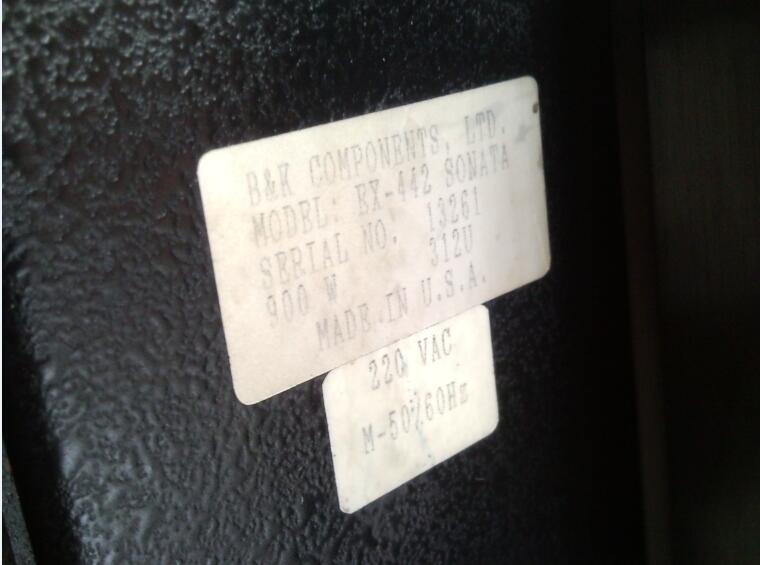 B&K COMPONENTS, LTD.
MODEL: EX-442 SONATA
SERIAL NO. 13261
900 W 312U
MADE IN U.S.A.
220 VAC
M-50/60Hz